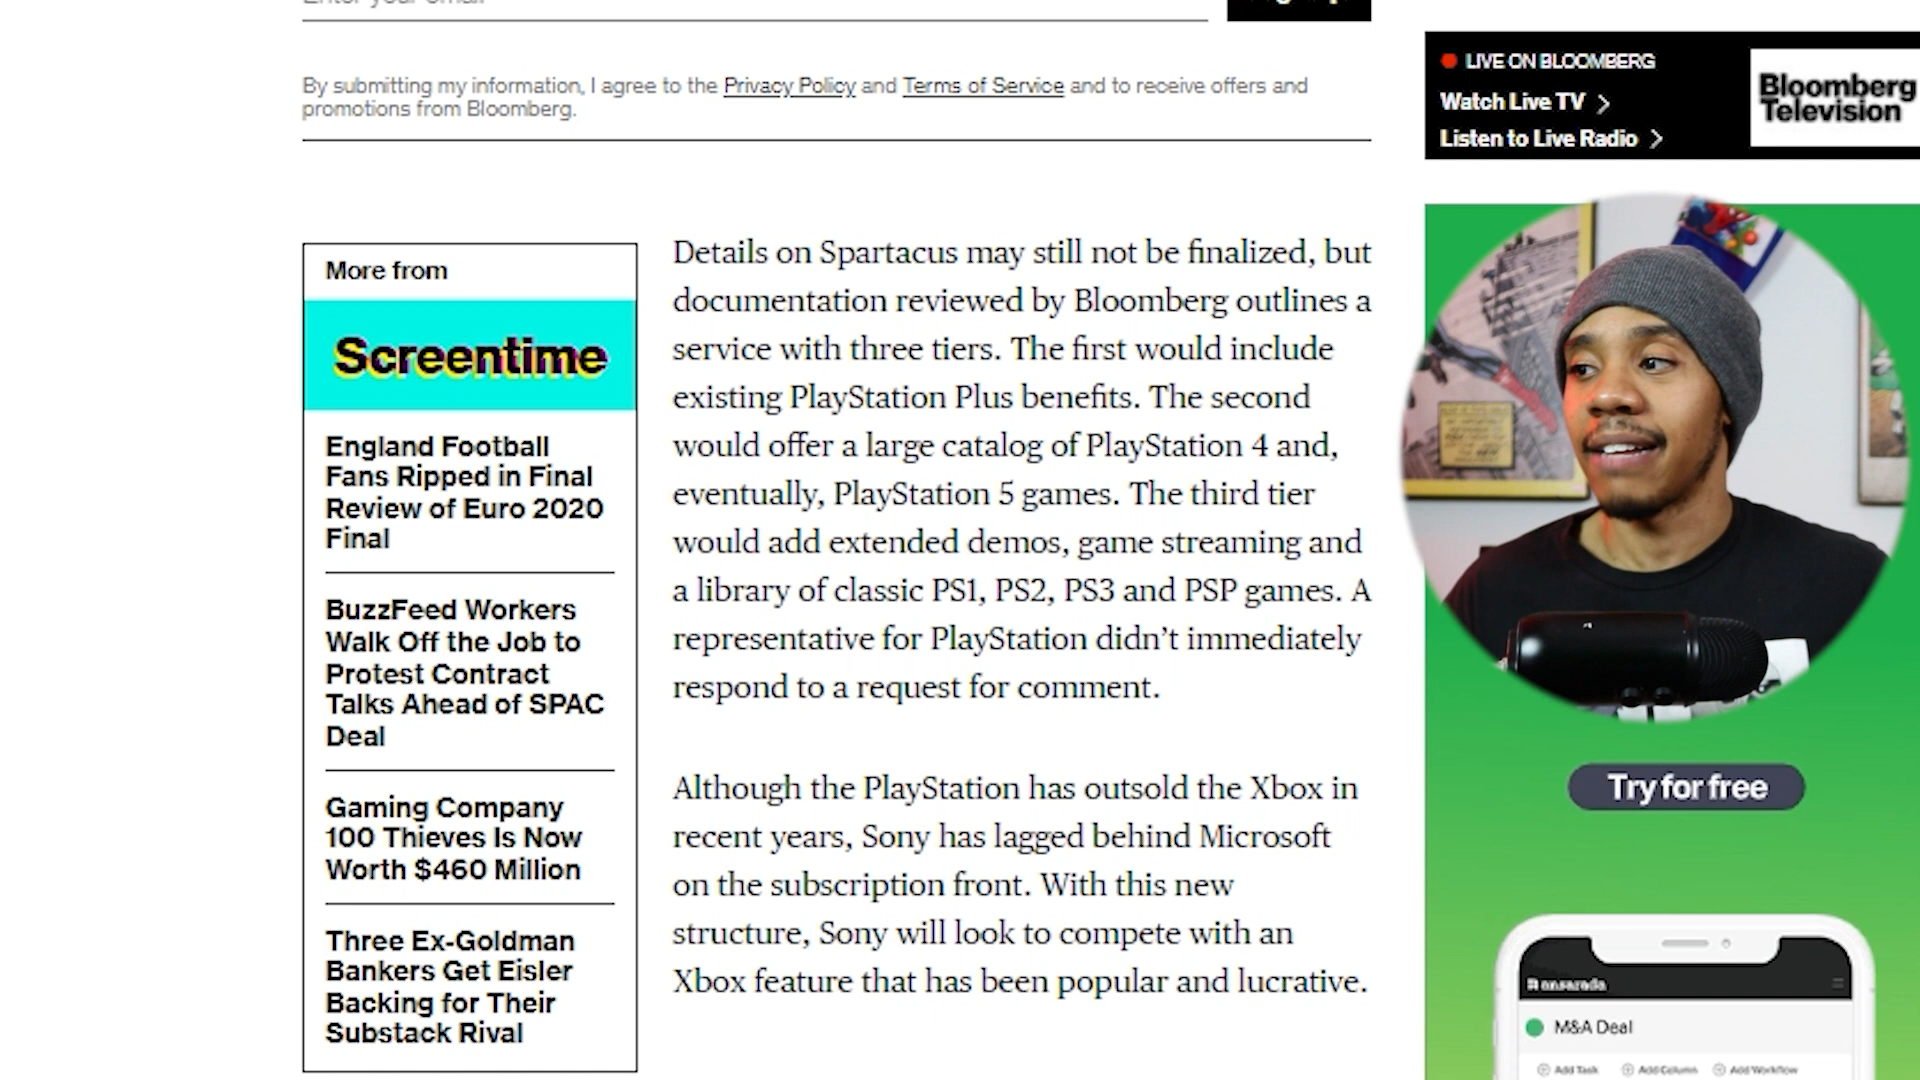 By submitting my information, I agree to the Privacy Policy and Terms of Service and to receive offers and
promotions from Bloomberg.
LIVE ON BLOOMBERG
Watch Live TV
Listen to Live Radio
Bloomberg
Television
More from
Screentime
England Football
Fans Ripped in Final
Review of Euro 2020
Final
BuzzFeed Workers
Walk Off the Job to
Protest Contract
Talks Ahead of SPAC
Deal
Gaming Company
100 Thieves Is Now
Worth $460 Million
Three Ex-Goldman
Bankers Get Eisler
Backing for Their
Substack Rival
Details on Spartacus may still not be finalized, but
documentation reviewed by Bloomberg outlines a
service with three tiers. The first would include
existing PlayStation Plus benefits. The second
would offer a large catalog of PlayStation 4 and,
eventually, PlayStation 5 games. The third tier
would add extended demos, game streaming and
a library of classic PS1, PS2, PS3 and PSP games. A
representative for PlayStation didn’t immediately
respond to a request for comment.
Although the PlayStation has outsold the Xbox in
recent years, Sony has lagged behind Microsoft
on the subscription front. With this new
structure, Sony will look to compete with an
Xbox feature that has been popular and lucrative.
Try for free
ansarada
M&A Deal
Add Task Add Column Add Workflow